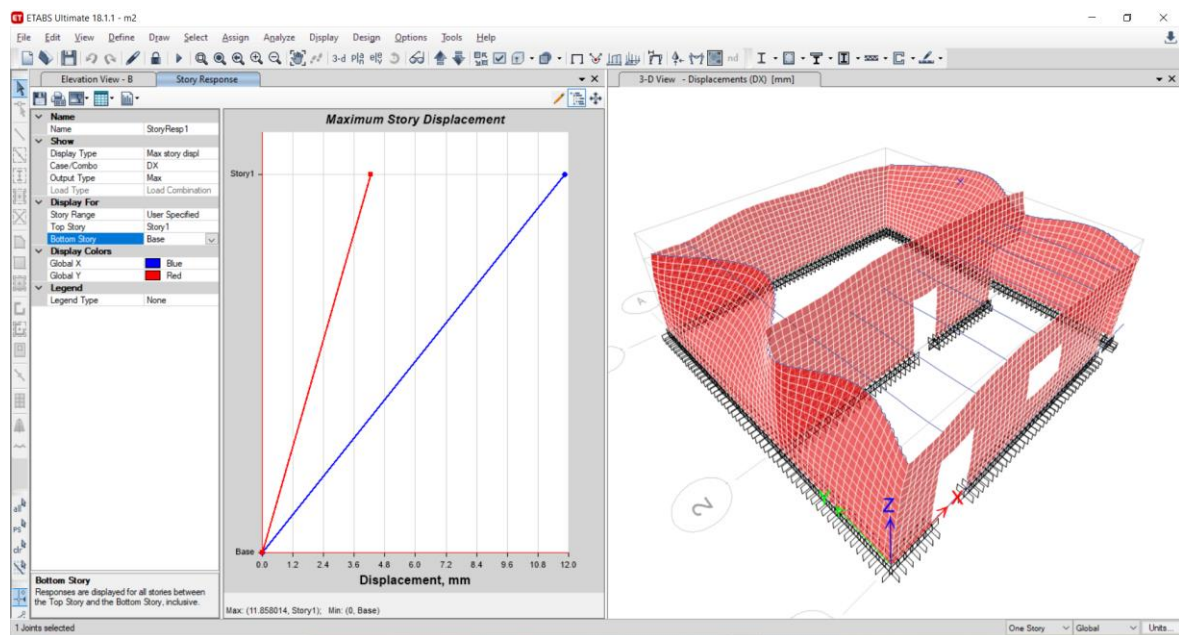 ETABS Ultimate 18.1.1 - m2
File Edit View Define Draw Select Assign Analyze Display Design Options Tools Help
3-d
nd
Elevation View - B
Story Response
3-D View - Displacements (DX) [mm]
Name
Name StoryResp1
Show
Display Type Max story displ
Case/Combo DX
Output Type Max
Load Type Load Combination
Display For
Story Range User Specified
Top Story Story1
Bottom Story Base
Display Colors
Global X Blue
Global Y Red
Legend
Legend Type None
Maximum Story Displacement
Story1
Base
0.0 1.2 2.4 3.6 4.8 6.0 7.2 8.4 9.6 10.8 12.0
Displacement, mm
Max: (11.858014, Story1); Min: (0, Base)
A
2
X
Z
all
ps
clr
Bottom Story
Responses are displayed for all stories between
the Top Story and the Bottom Story, inclusive.
1 Joints selected
One Story Global Units...